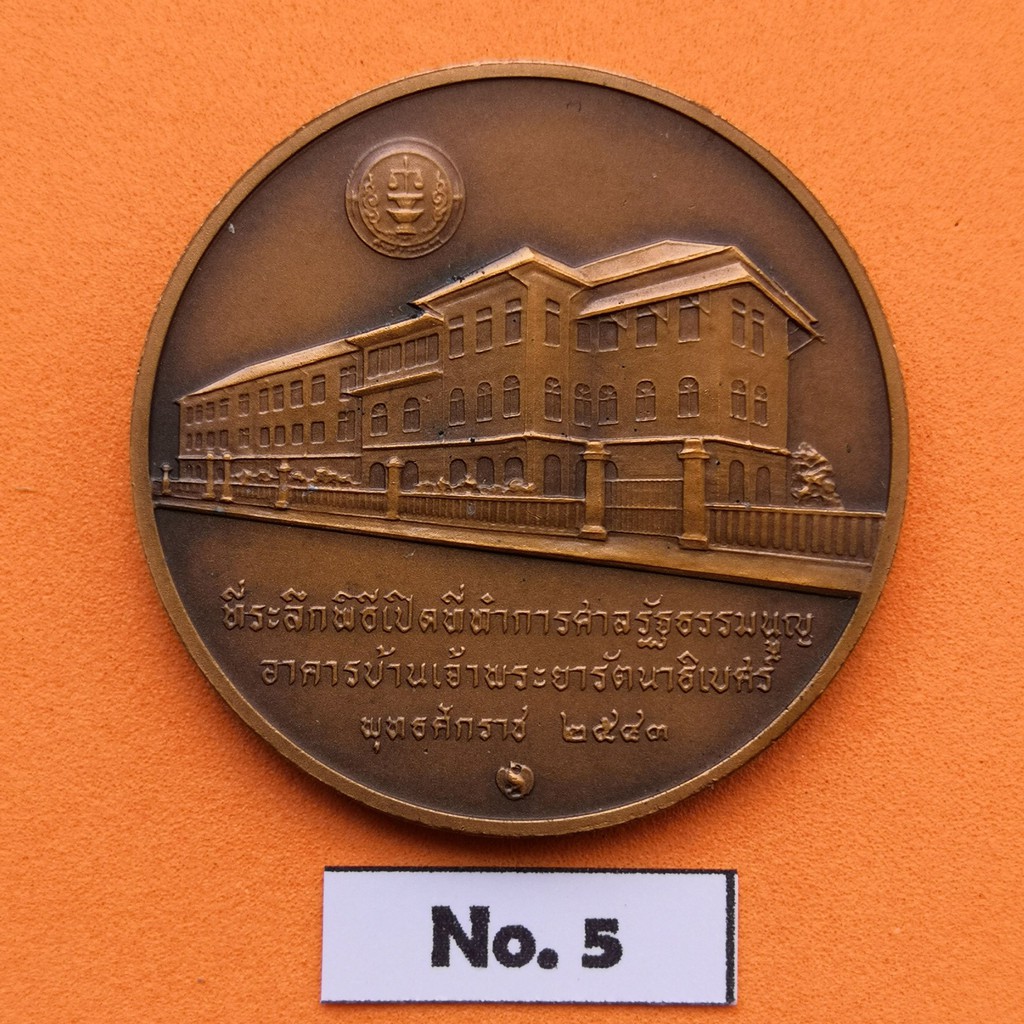 ที่ระลึกพิธีเปิดที่ทำการศาลรัฐธรรมนูญ
อาคารบ้านเจ้าพระยารัตนาธิเบศร์
พุทธศักราช ๒๕๔๓
No. 5